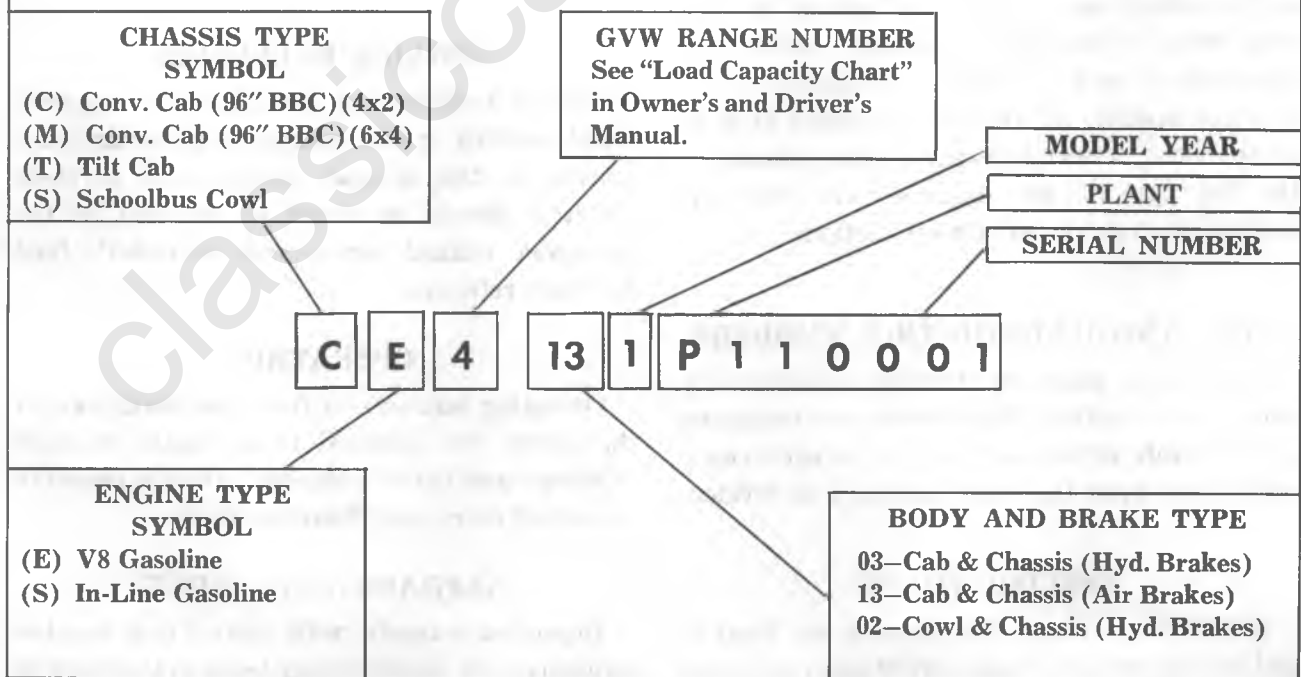 CHASSIS TYPE
SYMBOL
(C) Conv. Cab (96″ BBC) (4x2)
(M) Conv. Cab (96″ BBC) (6x4)
(T) Tilt Cab
(S) Schoolbus Cowl
GVW RANGE NUMBER
See “Load Capacity Chart”
in Owner's and Driver's
Manual.
MODEL YEAR
PLANT
SERIAL NUMBER
C E 4 13 1 P 1 1 0 0 0 1
ENGINE TYPE
SYMBOL
(E) V8 Gasoline
(S) In-Line Gasoline
BODY AND BRAKE TYPE
03—Cab & Chassis (Hyd. Brakes)
13—Cab & Chassis (Air Brakes)
02—Cowl & Chassis (Hyd. Brakes)
classicca